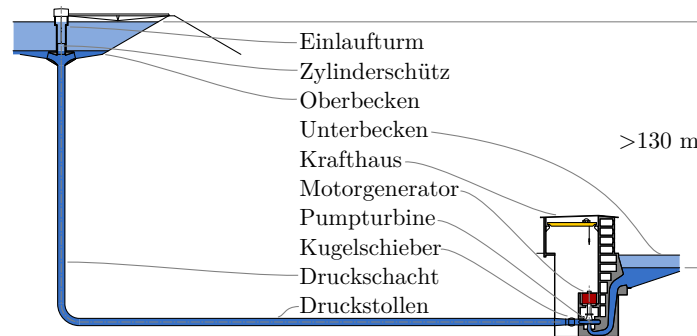 Einlaufturm
Zylinderschütz
Oberbecken
Unterbecken
>130 m
Krafthaus
Motorgenerator
Pumpturbine
Kugelschieber
Druckschacht
Druckstollen